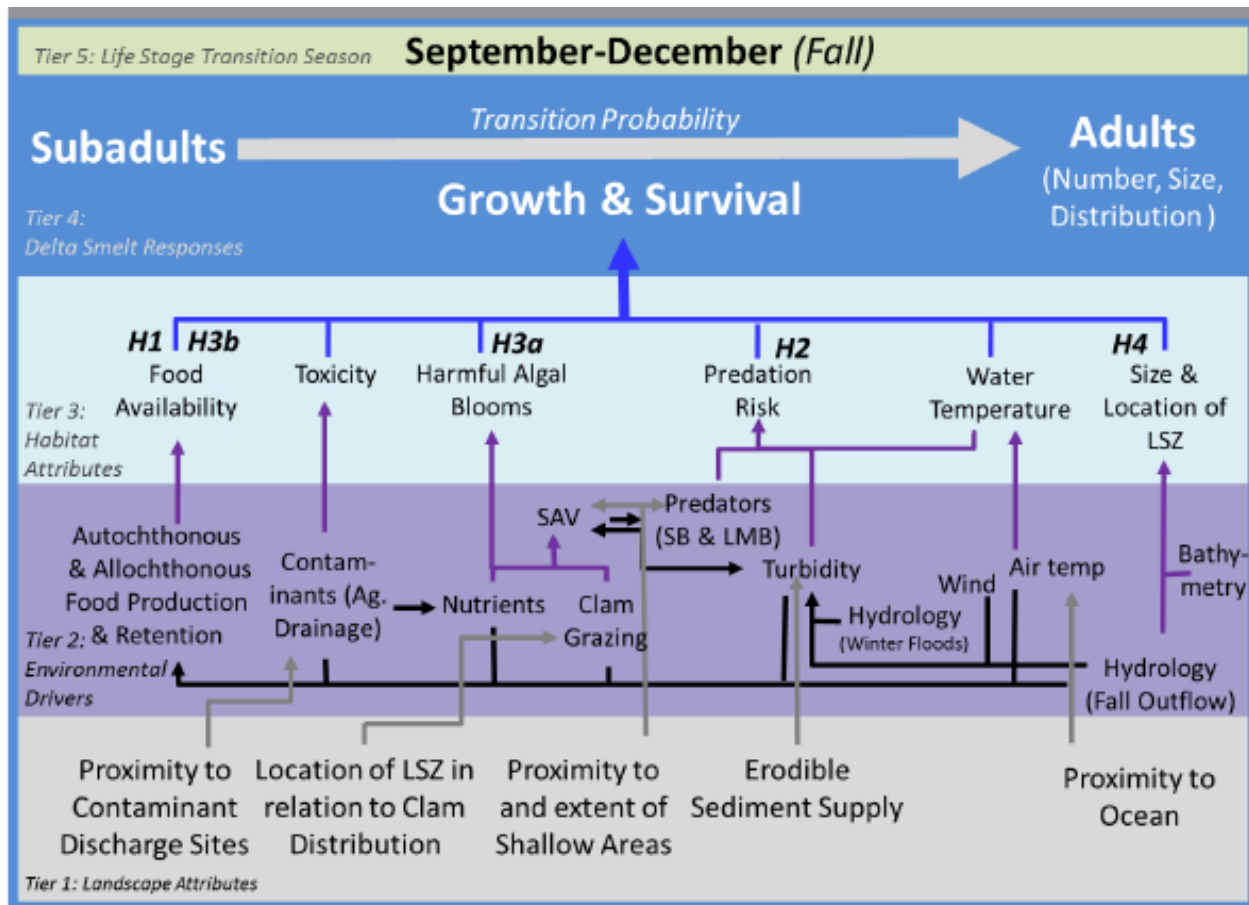 Tier 5: Life Stage Transition Season September-December (Fall)
Transition Probability
Subadults
Adults
(Number, Size,
Distribution )
Growth & Survival
Tier 4:
Delta Smelt Responses
H1 H3b
H3a
H2
H4
Food
Availability
Toxicity
Harmful Algal
Blooms
Predation
Risk
Water
Temperature
Size &
Location of
LSZ
Tier 3:
Habitat
Attributes
Autochthonous
& Allochthonous
Food Production
& Retention
Contam-
inants (Ag.
Drainage)
Nutrients
SAV
Clam
Grazing
Predators
(SB & LMB)
Turbidity
Hydrology
(Winter Floods)
Wind
Air temp
Bathy-
metry
Hydrology
(Fall Outflow)
Tier 2:
Environmental
Drivers
Proximity to
Contaminant
Discharge Sites
Location of LSZ in
relation to Clam
Distribution
Proximity to
and extent of
Shallow Areas
Erodible
Sediment Supply
Proximity to
Ocean
Tier 1: Landscape Attributes